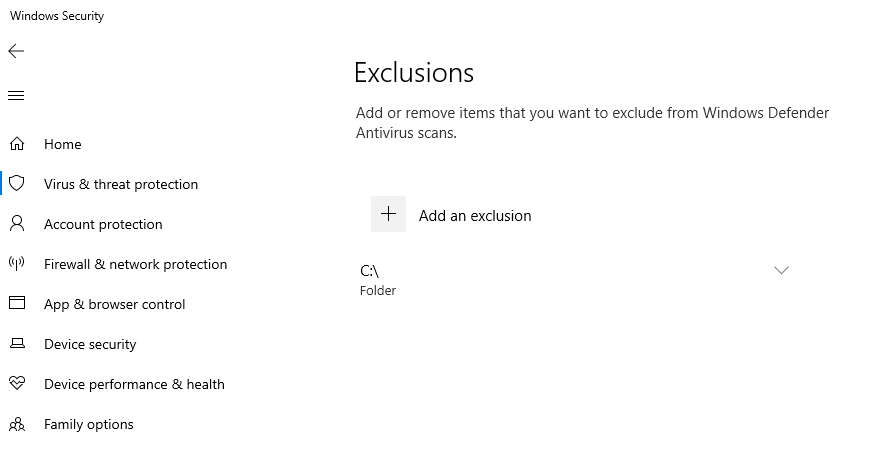 Windows Security
Home
Virus & threat protection
Account protection
Firewall & network protection
App & browser control
Device security
Device performance & health
Family options
Exclusions
Add or remove items that you want to exclude from Windows Defender
Antivirus scans.
Add an exclusion
C:\
Folder